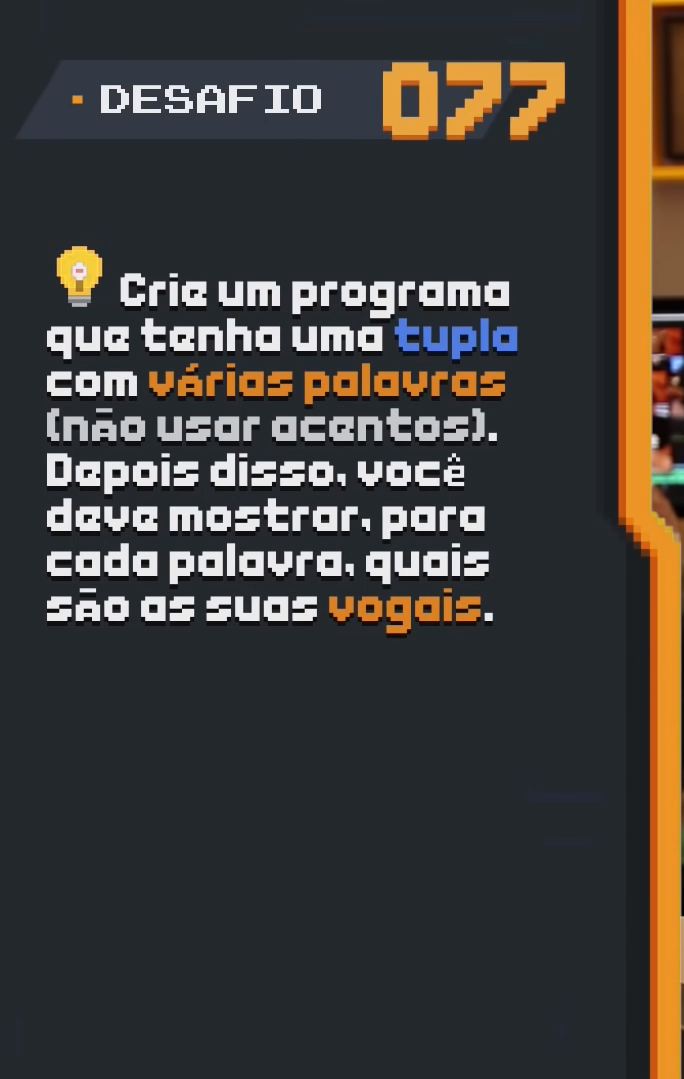 DESAFIO 077
Crie um programa
que tenha uma tupla
com várias palavras
(não usar acentos).
Depois disso, você
deve mostrar, para
cada palavra, quais
são as suas vogais.